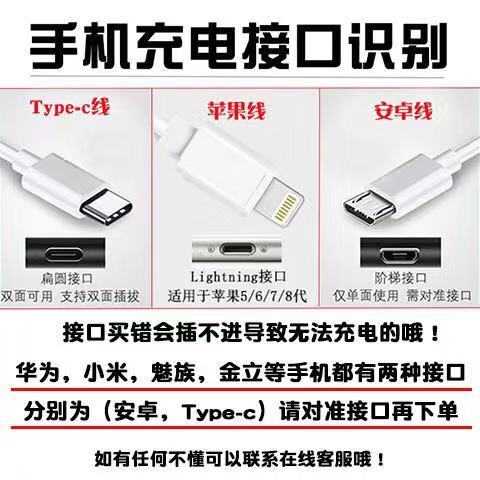 手机充电接口识别
Type-c线
苹果线
安卓线
扁圆接口
双面可用 支持双面插拔
Lightning接口
适用于苹果5/6/7/8代
阶梯接口
仅单面使用 需对准接口
接口买错会插不进导致无法充电的哦！
华为，小米，魅族，金立等手机都有两种接口
分别为（安卓，Type-c）请对准接口再下单
如有任何不懂可以联系在线客服哦！